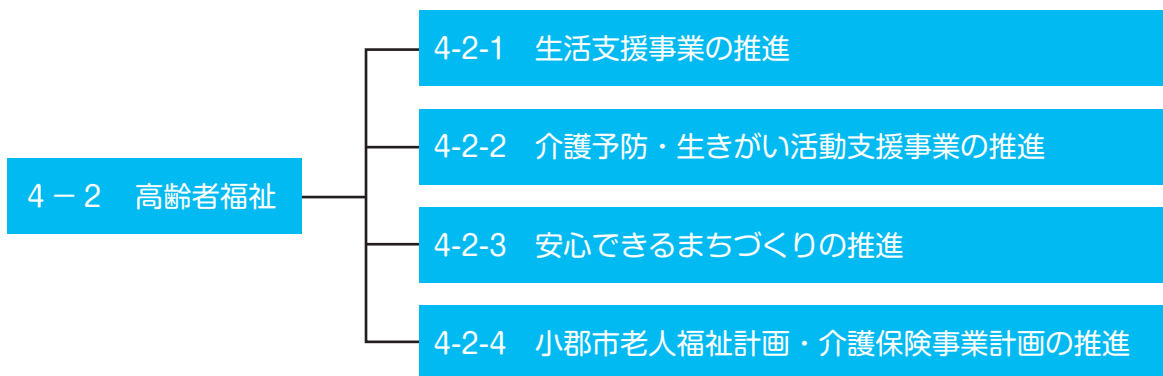 4－2　高齢者福祉
4-2-1　生活支援事業の推進
4-2-2　介護予防・生きがい活動支援事業の推進
4-2-3　安心できるまちづくりの推進
4-2-4　小郡市老人福祉計画・介護保険事業計画の推進